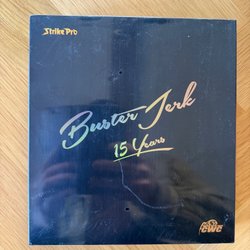 Strike Pro
Buster Jerk
15 Years
CWC